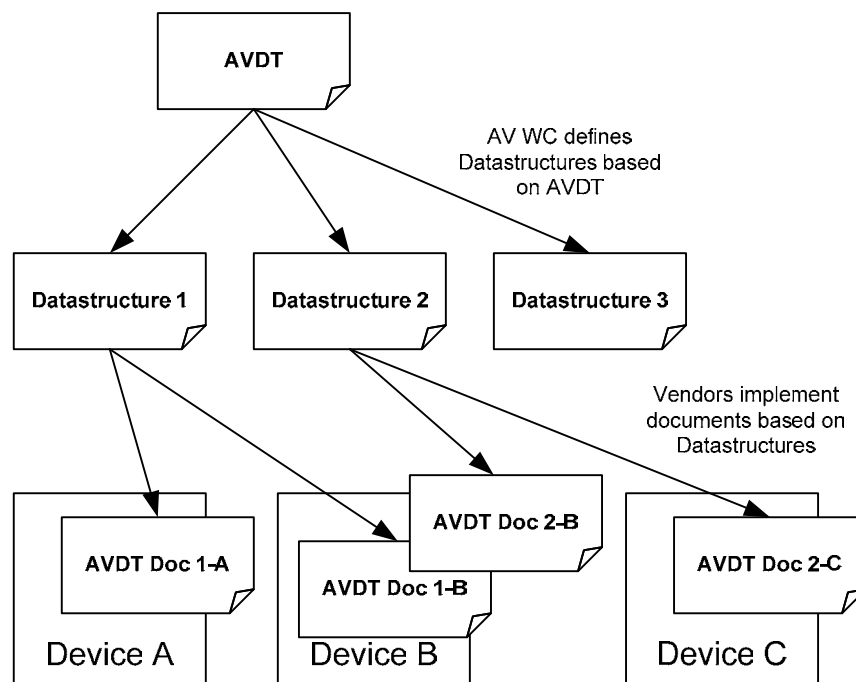 AVDT
AV WC defines
Datastructures based
on AVDT
Datastructure 1
Datastructure 2
Datastructure 3
Vendors implement
documents based on
Datastructures
AVDT Doc 2-B
AVDT Doc 1-A
AVDT Doc 1-B
AVDT Doc 2-C
Device A
Device B
Device C